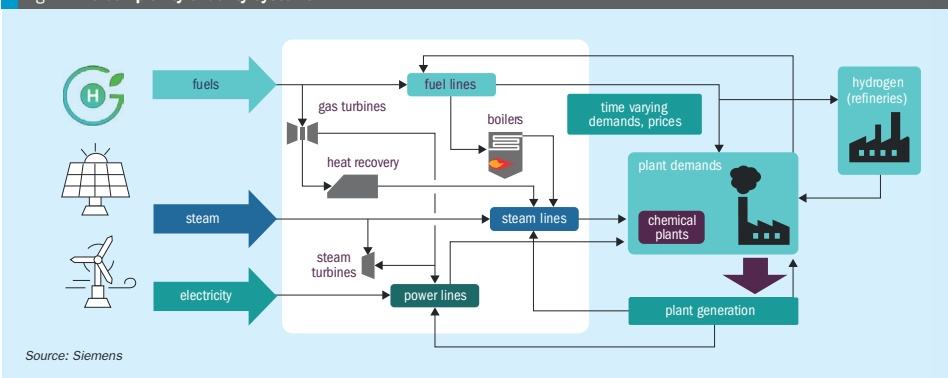 fuels
fuel lines
gas turbines
boilers
time varying
demands, prices
hydrogen
(refineries)
H
heat recovery
plant demands
steam
steam lines
chemical
plants
steam
turbines
electricity
power lines
plant generation
Source: Siemens